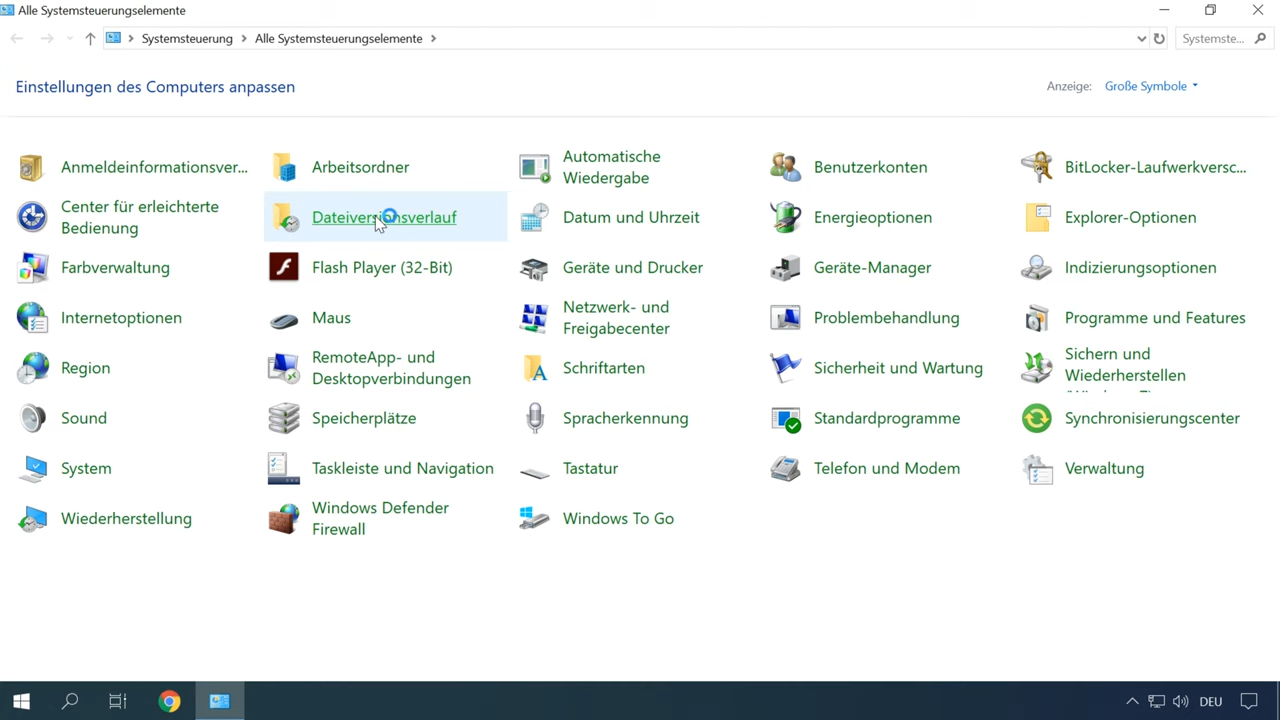 Alle Systemsteuerungselemente
Systemsteuerung
Alle Systemsteuerungselemente
Systemste...
Einstellungen des Computers anpassen
Anzeige:
Große Symbole
Anmeldeinformationsver...
Arbeitsordner
Automatische
Wiedergabe
Benutzerkonten
BitLocker-Laufwerkversc...
Center für erleichterte
Bedienung
Dateiversionsverlauf
Datum und Uhrzeit
Energieoptionen
Explorer-Optionen
Farbverwaltung
Flash Player (32-Bit)
Geräte und Drucker
Geräte-Manager
Indizierungsoptionen
Internetoptionen
Maus
Netzwerk- und
Freigabecenter
Problembehandlung
Programme und Features
Region
RemoteApp- und
Desktopverbindungen
Schriftarten
Sicherheit und Wartung
Sichern und
Wiederherstellen
Sound
Speicherplätze
Spracherkennung
Standardprogramme
Synchronisierungscenter
System
Taskleiste und Navigation
Tastatur
Telefon und Modem
Verwaltung
Wiederherstellung
Windows Defender
Firewall
Windows To Go
DEU